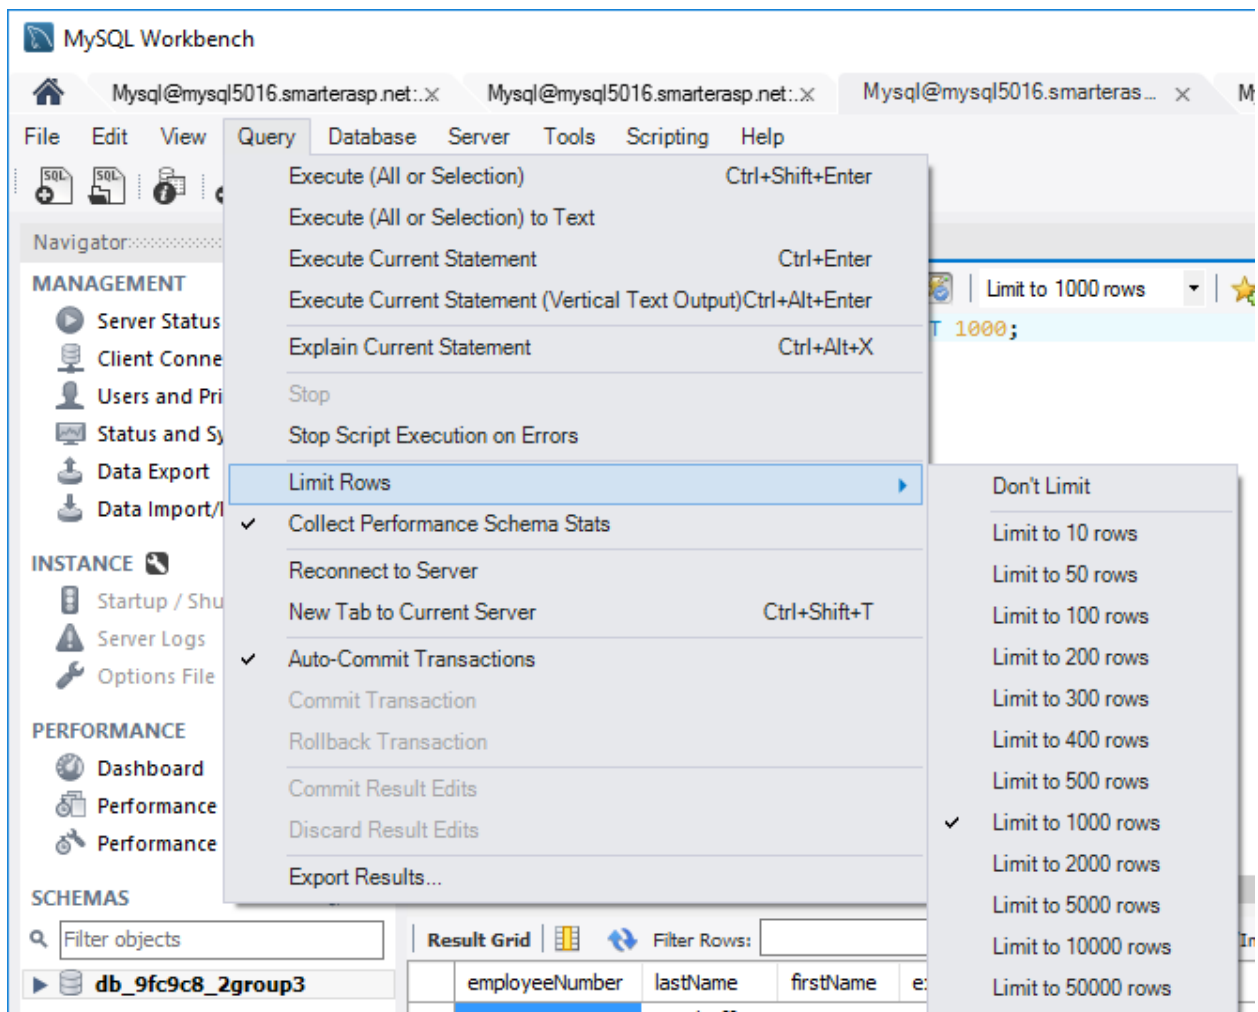 MySQL Workbench
Mysql@mysql5016.smarterasp.net:.× Mysql@mysql5016.smarterasp.net:.× Mysql@mysql5016.smarteras... ×
File Edit View Query Database Server Tools Scripting Help
SQL SQL
Execute (All or Selection) Ctrl+Shift+Enter
Execute (All or Selection) to Text
Execute Current Statement Ctrl+Enter
Execute Current Statement (Vertical Text Output)Ctrl+Alt+Enter
Explain Current Statement Ctrl+Alt+X
Stop
Stop Script Execution on Errors
Limit Rows
Collect Performance Schema Stats
Reconnect to Server
New Tab to Current Server Ctrl+Shift+T
Auto-Commit Transactions
Commit Transaction
Rollback Transaction
Commit Result Edits
Discard Result Edits
Export Results...
Don't Limit
Limit to 10 rows
Limit to 50 rows
Limit to 100 rows
Limit to 200 rows
Limit to 300 rows
Limit to 400 rows
Limit to 500 rows
Limit to 1000 rows
Limit to 2000 rows
Limit to 5000 rows
Limit to 10000 rows
Limit to 50000 rows
Navigator
MANAGEMENT
Server Status
Client Conne
Users and Pri
Status and Sy
Data Export
Data Import/
INSTANCE
Startup / Shu
Server Logs
Options File
PERFORMANCE
Dashboard
Performance
Performance
SCHEMAS
Filter objects
db_9fc9c8_2group3
Limit to 1000 rows
T 1000;
Result Grid Filter Rows:
employeeNumber lastName firstName e